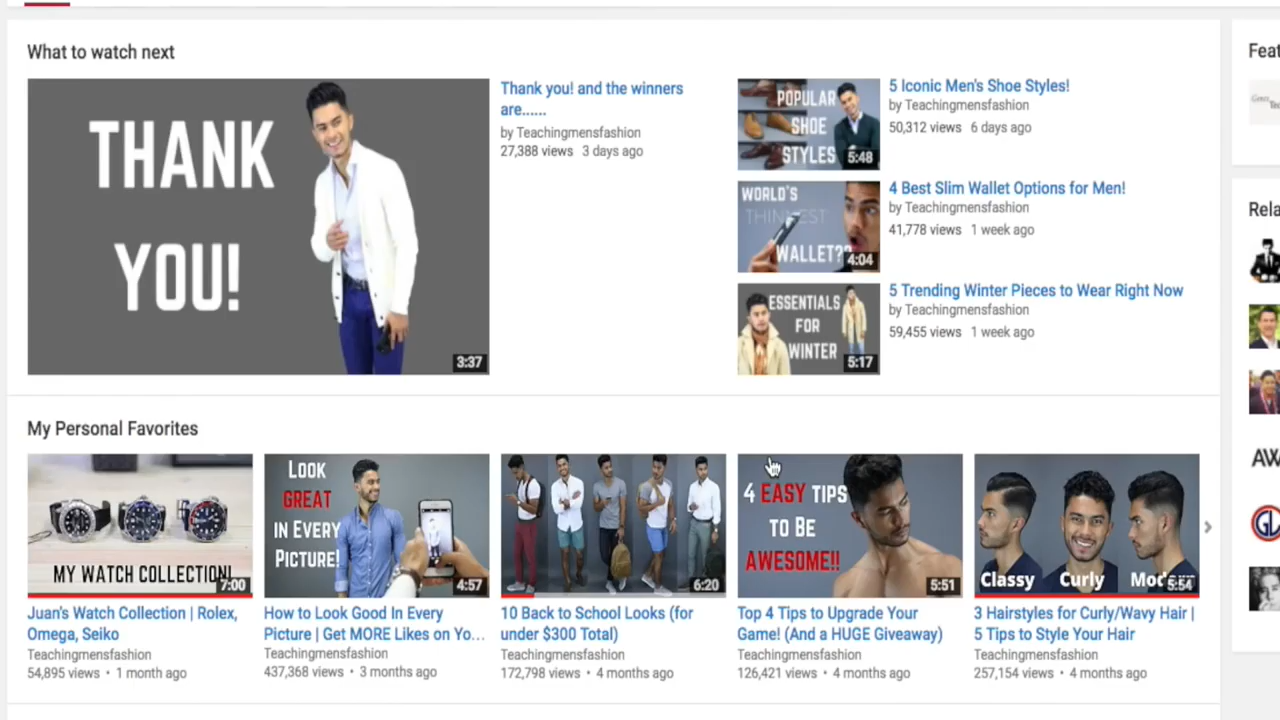 What to watch next
THANK
YOU!
3:37
Thank you! and the winners
are......
by Teachingmensfashion
27,388 views 3 days ago
POPULAR
SHOE
STYLES
5:48
5 Iconic Men's Shoe Styles!
by Teachingmensfashion
50,312 views 6 days ago
WORLD'S
THINNEST
WALLET??
4:04
4 Best Slim Wallet Options for Men!
by Teachingmensfashion
41,778 views 1 week ago
ESSENTIALS
FOR
WINTER
5:17
5 Trending Winter Pieces to Wear Right Now
by Teachingmensfashion
59,455 views 1 week ago
Feat
Rela
AW
GL
My Personal Favorites
MY WATCH COLLECTION!
7:00
Juan's Watch Collection | Rolex,
Omega, Seiko
Teachingmensfashion
54,895 views • 1 month ago
LOOK
GREAT
IN EVERY
PICTURE!
4:57
How to Look Good In Every
Picture | Get MORE Likes on Yo...
Teachingmensfashion
437,368 views • 3 months ago
6:20
10 Back to School Looks (for
under $300 Total)
Teachingmensfashion
172,798 views • 4 months ago
4 EASY TIPS
TO BE
AWESOME!!
5:51
Top 4 Tips to Upgrade Your
Game! (And a HUGE Giveaway)
Teachingmensfashion
126,421 views • 4 months ago
Classy
Curly
5:54
3 Hairstyles for Curly/Wavy Hair |
5 Tips to Style Your Hair
Teachingmensfashion
257,154 views • 4 months ago